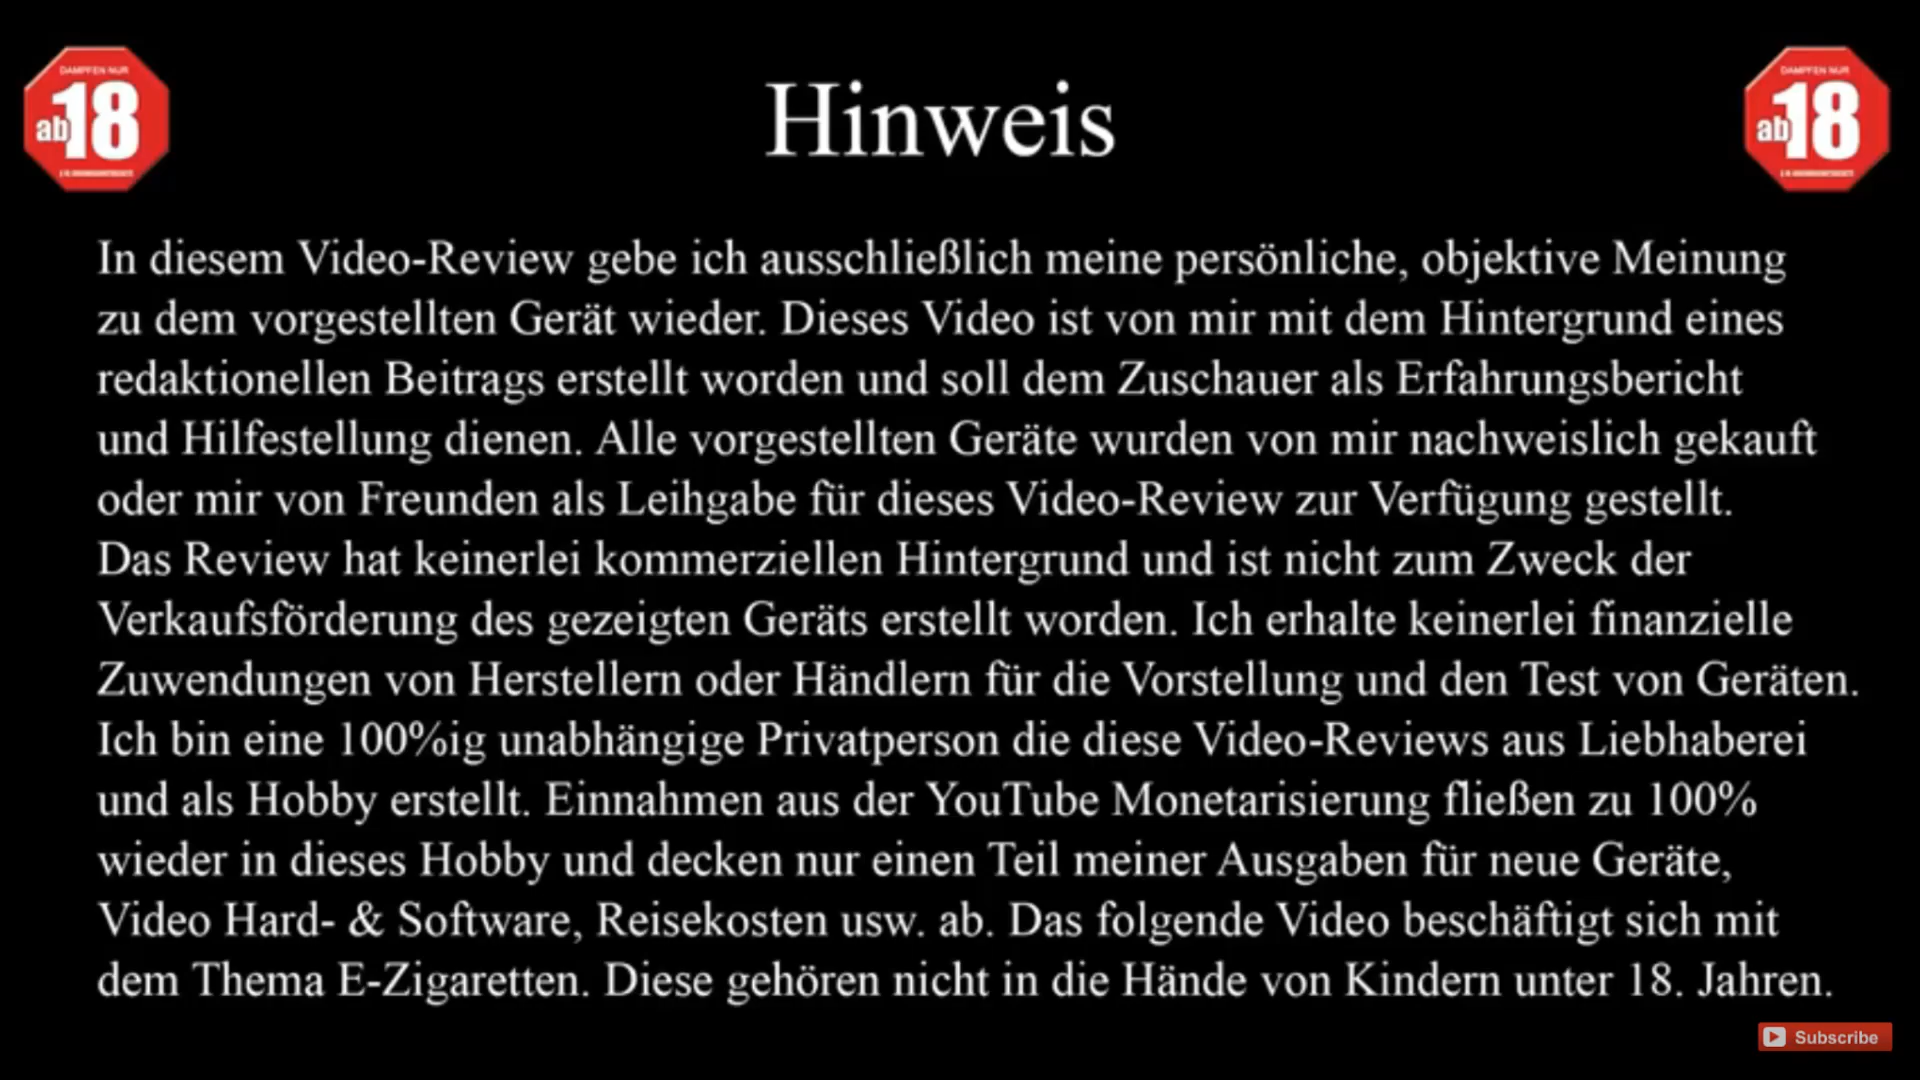 DAMPFEN NUR
ab 18
Hinweis
DAMPFEN NUR
ab 18
In diesem Video-Review gebe ich ausschließlich meine persönliche, objektive Meinung
zu dem vorgestellten Gerät wieder. Dieses Video ist von mir mit dem Hintergrund eines
redaktionellen Beitrags erstellt worden und soll dem Zuschauer als Erfahrungsbericht
und Hilfestellung dienen. Alle vorgestellten Geräte wurden von mir nachweislich gekauft
oder mir von Freunden als Leihgabe für dieses Video-Review zur Verfügung gestellt.
Das Review hat keinerlei kommerziellen Hintergrund und ist nicht zum Zweck der
Verkaufsförderung des gezeigten Geräts erstellt worden. Ich erhalte keinerlei finanzielle
Zuwendungen von Herstellern oder Händlern für die Vorstellung und den Test von Geräten.
Ich bin eine 100%ig unabhängige Privatperson die diese Video-Reviews aus Liebhaberei
und als Hobby erstellt. Einnahmen aus der YouTube Monetarisierung fließen zu 100%
wieder in dieses Hobby und decken nur einen Teil meiner Ausgaben für neue Geräte,
Video Hard- & Software, Reisekosten usw. ab. Das folgende Video beschäftigt sich mit
dem Thema E-Zigaretten. Diese gehören nicht in die Hände von Kindern unter 18. Jahren.
Subscribe